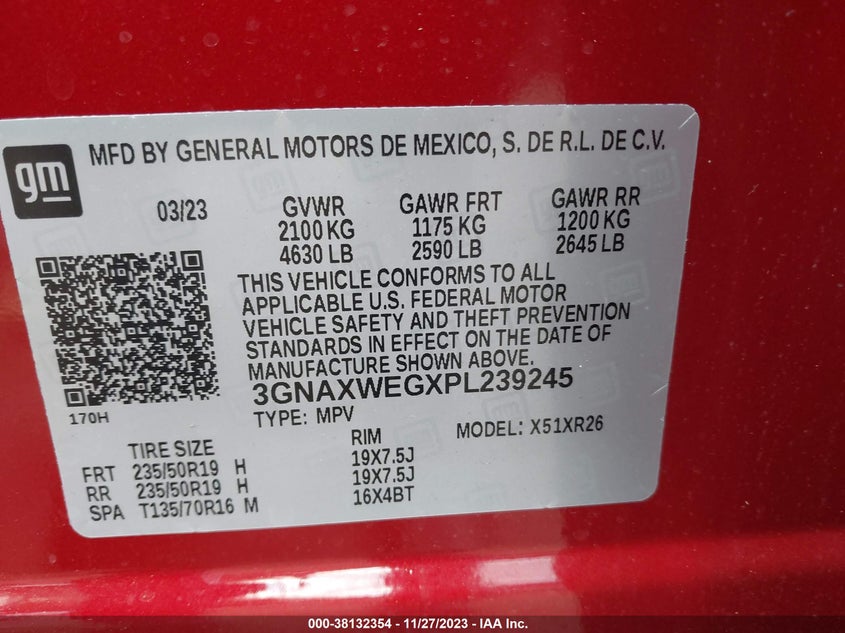 gm
MFD BY GENERAL MOTORS DE MEXICO, S. DE R.L. DE C.V.
03/23 GVWR GAWR FRT GAWR RR
2100 KG 1175 KG 1200 KG
4630 LB 2590 LB 2645 LB
THIS VEHICLE CONFORMS TO ALL
APPLICABLE U.S. FEDERAL MOTOR
VEHICLE SAFETY AND THEFT PREVENTION
STANDARDS IN EFFECT ON THE DATE OF
MANUFACTURE SHOWN ABOVE.
3GNAXWEGXPL239245
170H
TYPE: MPV MODEL: X51XR26
TIRE SIZE RIM
FRT 235/50R19 H 19X7.5J
RR 235/50R19 H 19X7.5J
SPA T135/70R16 M 16X4BT
000-38132354 | 11/27/2023 - IAA Inc.